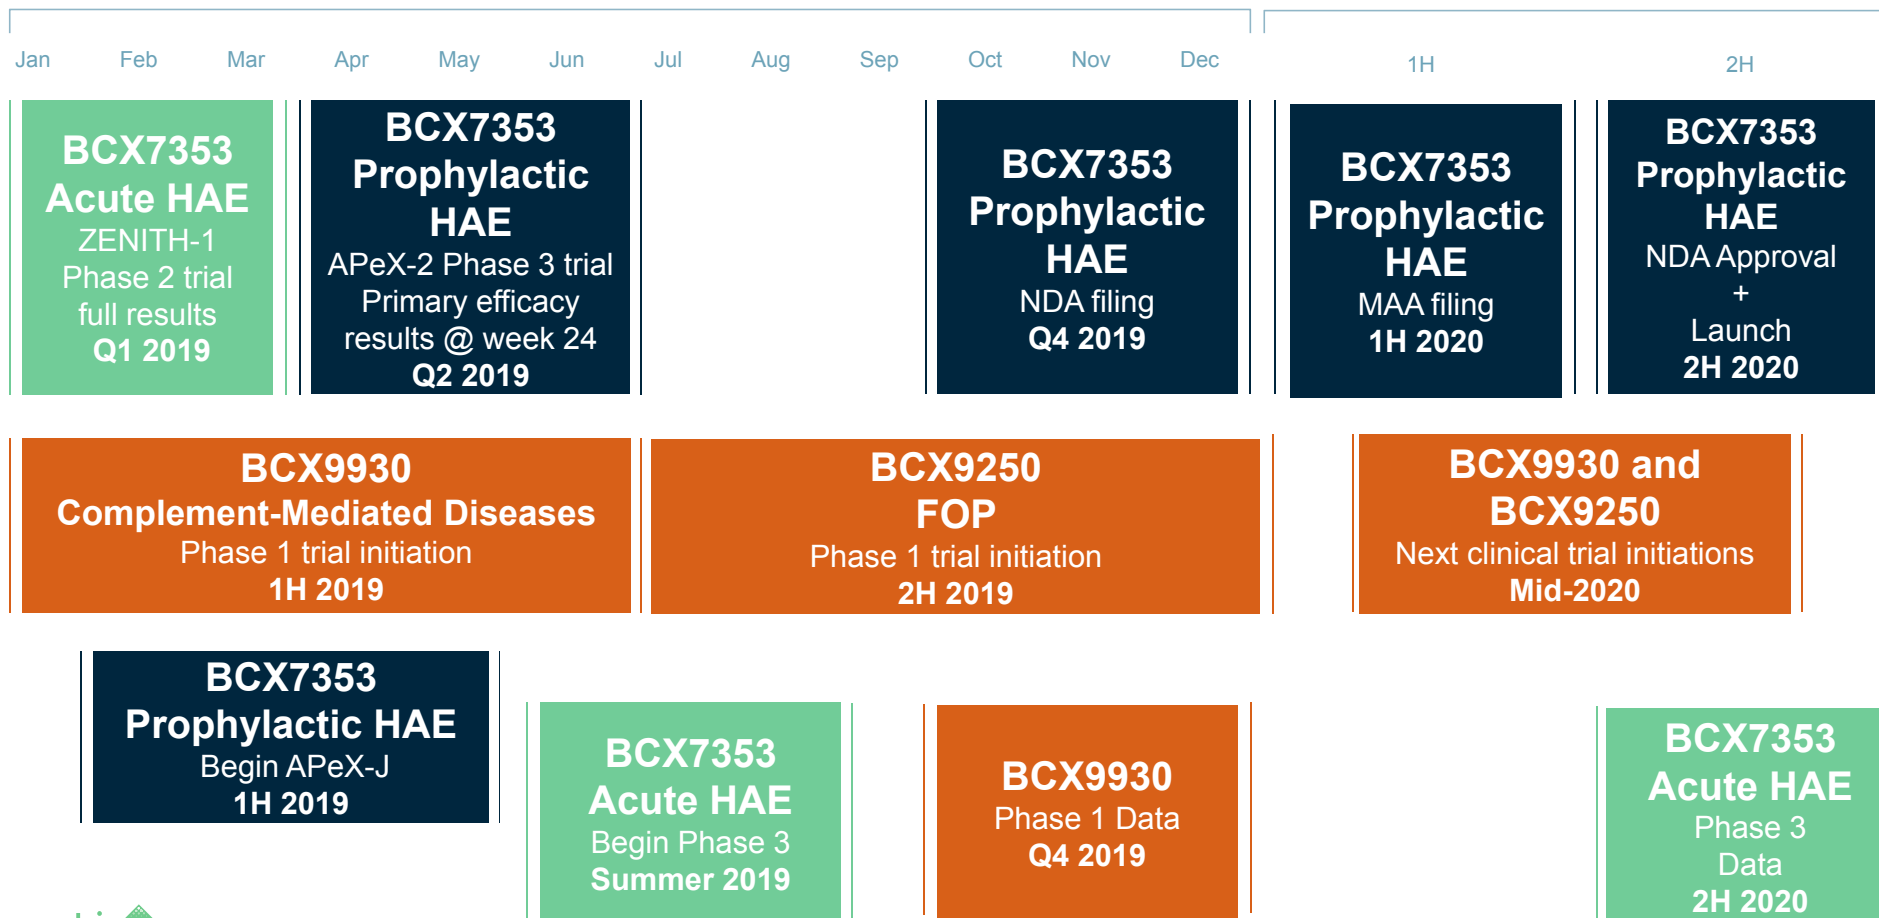 Jan Feb Mar Apr May Jun Jul Aug Sep Oct Nov Dec 1H 2H
BCX7353
Acute HAE
ZENITH-1
Phase 2 trial
full results
Q1 2019
BCX7353
Prophylactic
HAE
APeX-2 Phase 3 trial
Primary efficacy
results @ week 24
Q2 2019
BCX7353
Prophylactic
HAE
NDA filing
Q4 2019
BCX7353
Prophylactic
HAE
MAA filing
1H 2020
BCX7353
Prophylactic
HAE
NDA Approval
+
Launch
2H 2020
BCX9930
Complement-Mediated Diseases
Phase 1 trial initiation
1H 2019
BCX9250
FOP
Phase 1 trial initiation
2H 2019
BCX9930 and
BCX9250
Next clinical trial initiations
Mid-2020
BCX7353
Prophylactic HAE
Begin APeX-J
1H 2019
BCX7353
Acute HAE
Begin Phase 3
Summer 2019
BCX9930
Phase 1 Data
Q4 2019
BCX7353
Acute HAE
Phase 3
Data
2H 2020